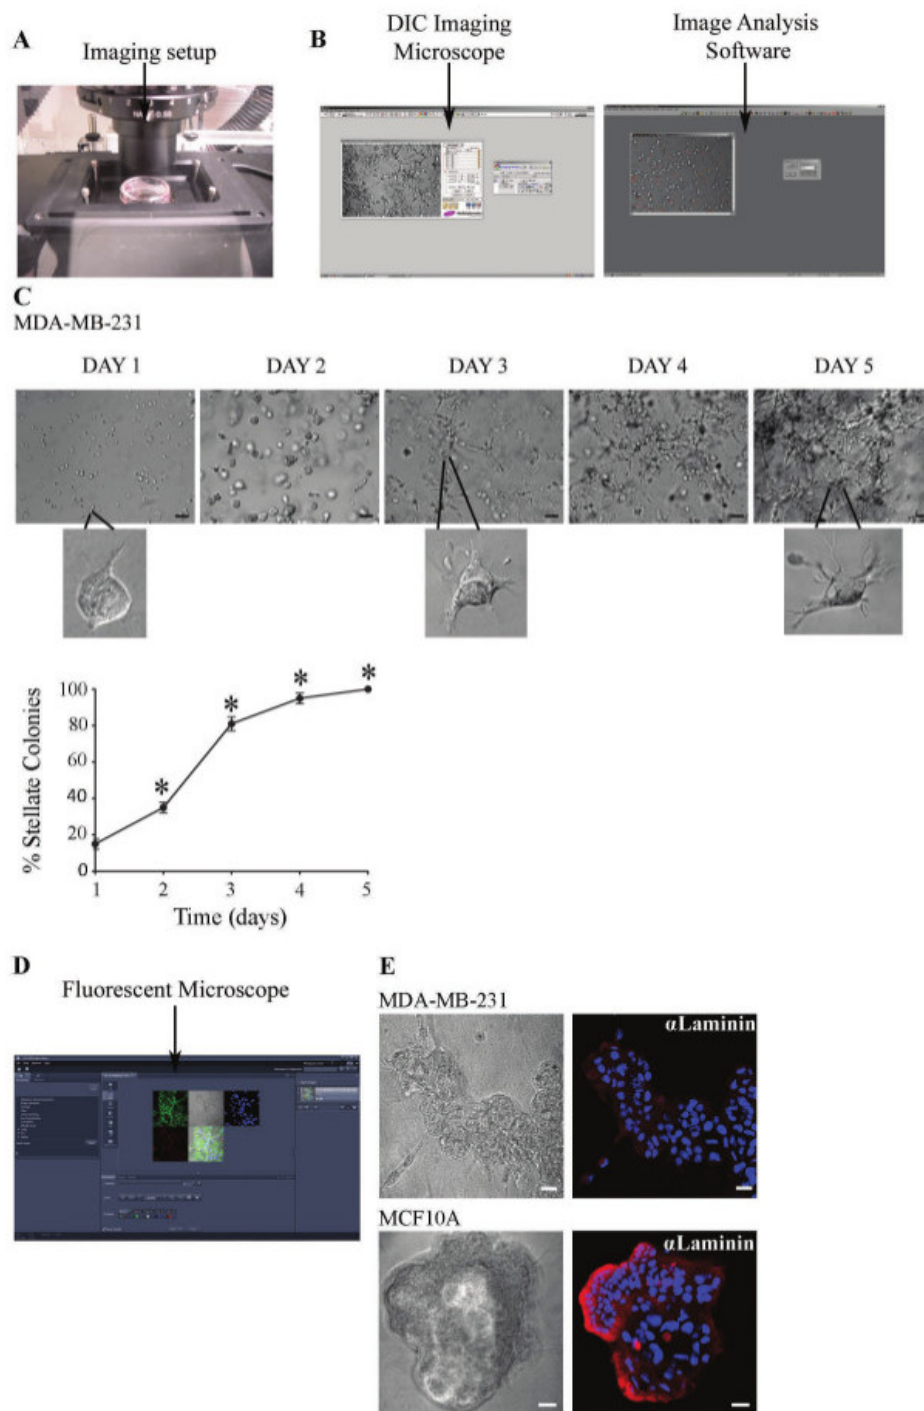 A
Imaging setup
B
DIC Imaging
Microscope
Image Analysis
Software
C
MDA-MB-231
DAY 1
DAY 2
DAY 3
DAY 4
DAY 5
% Stellate Colonies
100
80
60
40
20
0
*
*
*
*
1
2
3
4
5
Time (days)
D
Fluorescent Microscope
E
MDA-MB-231
αLaminin
MCF10A
αLaminin